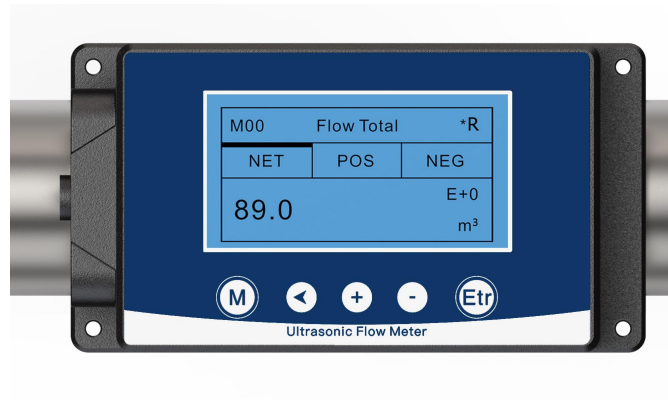 M00 Flow Total *R
NET POS NEG
89.0 E+0
m³
M + - Etr
Ultrasonic Flow Meter